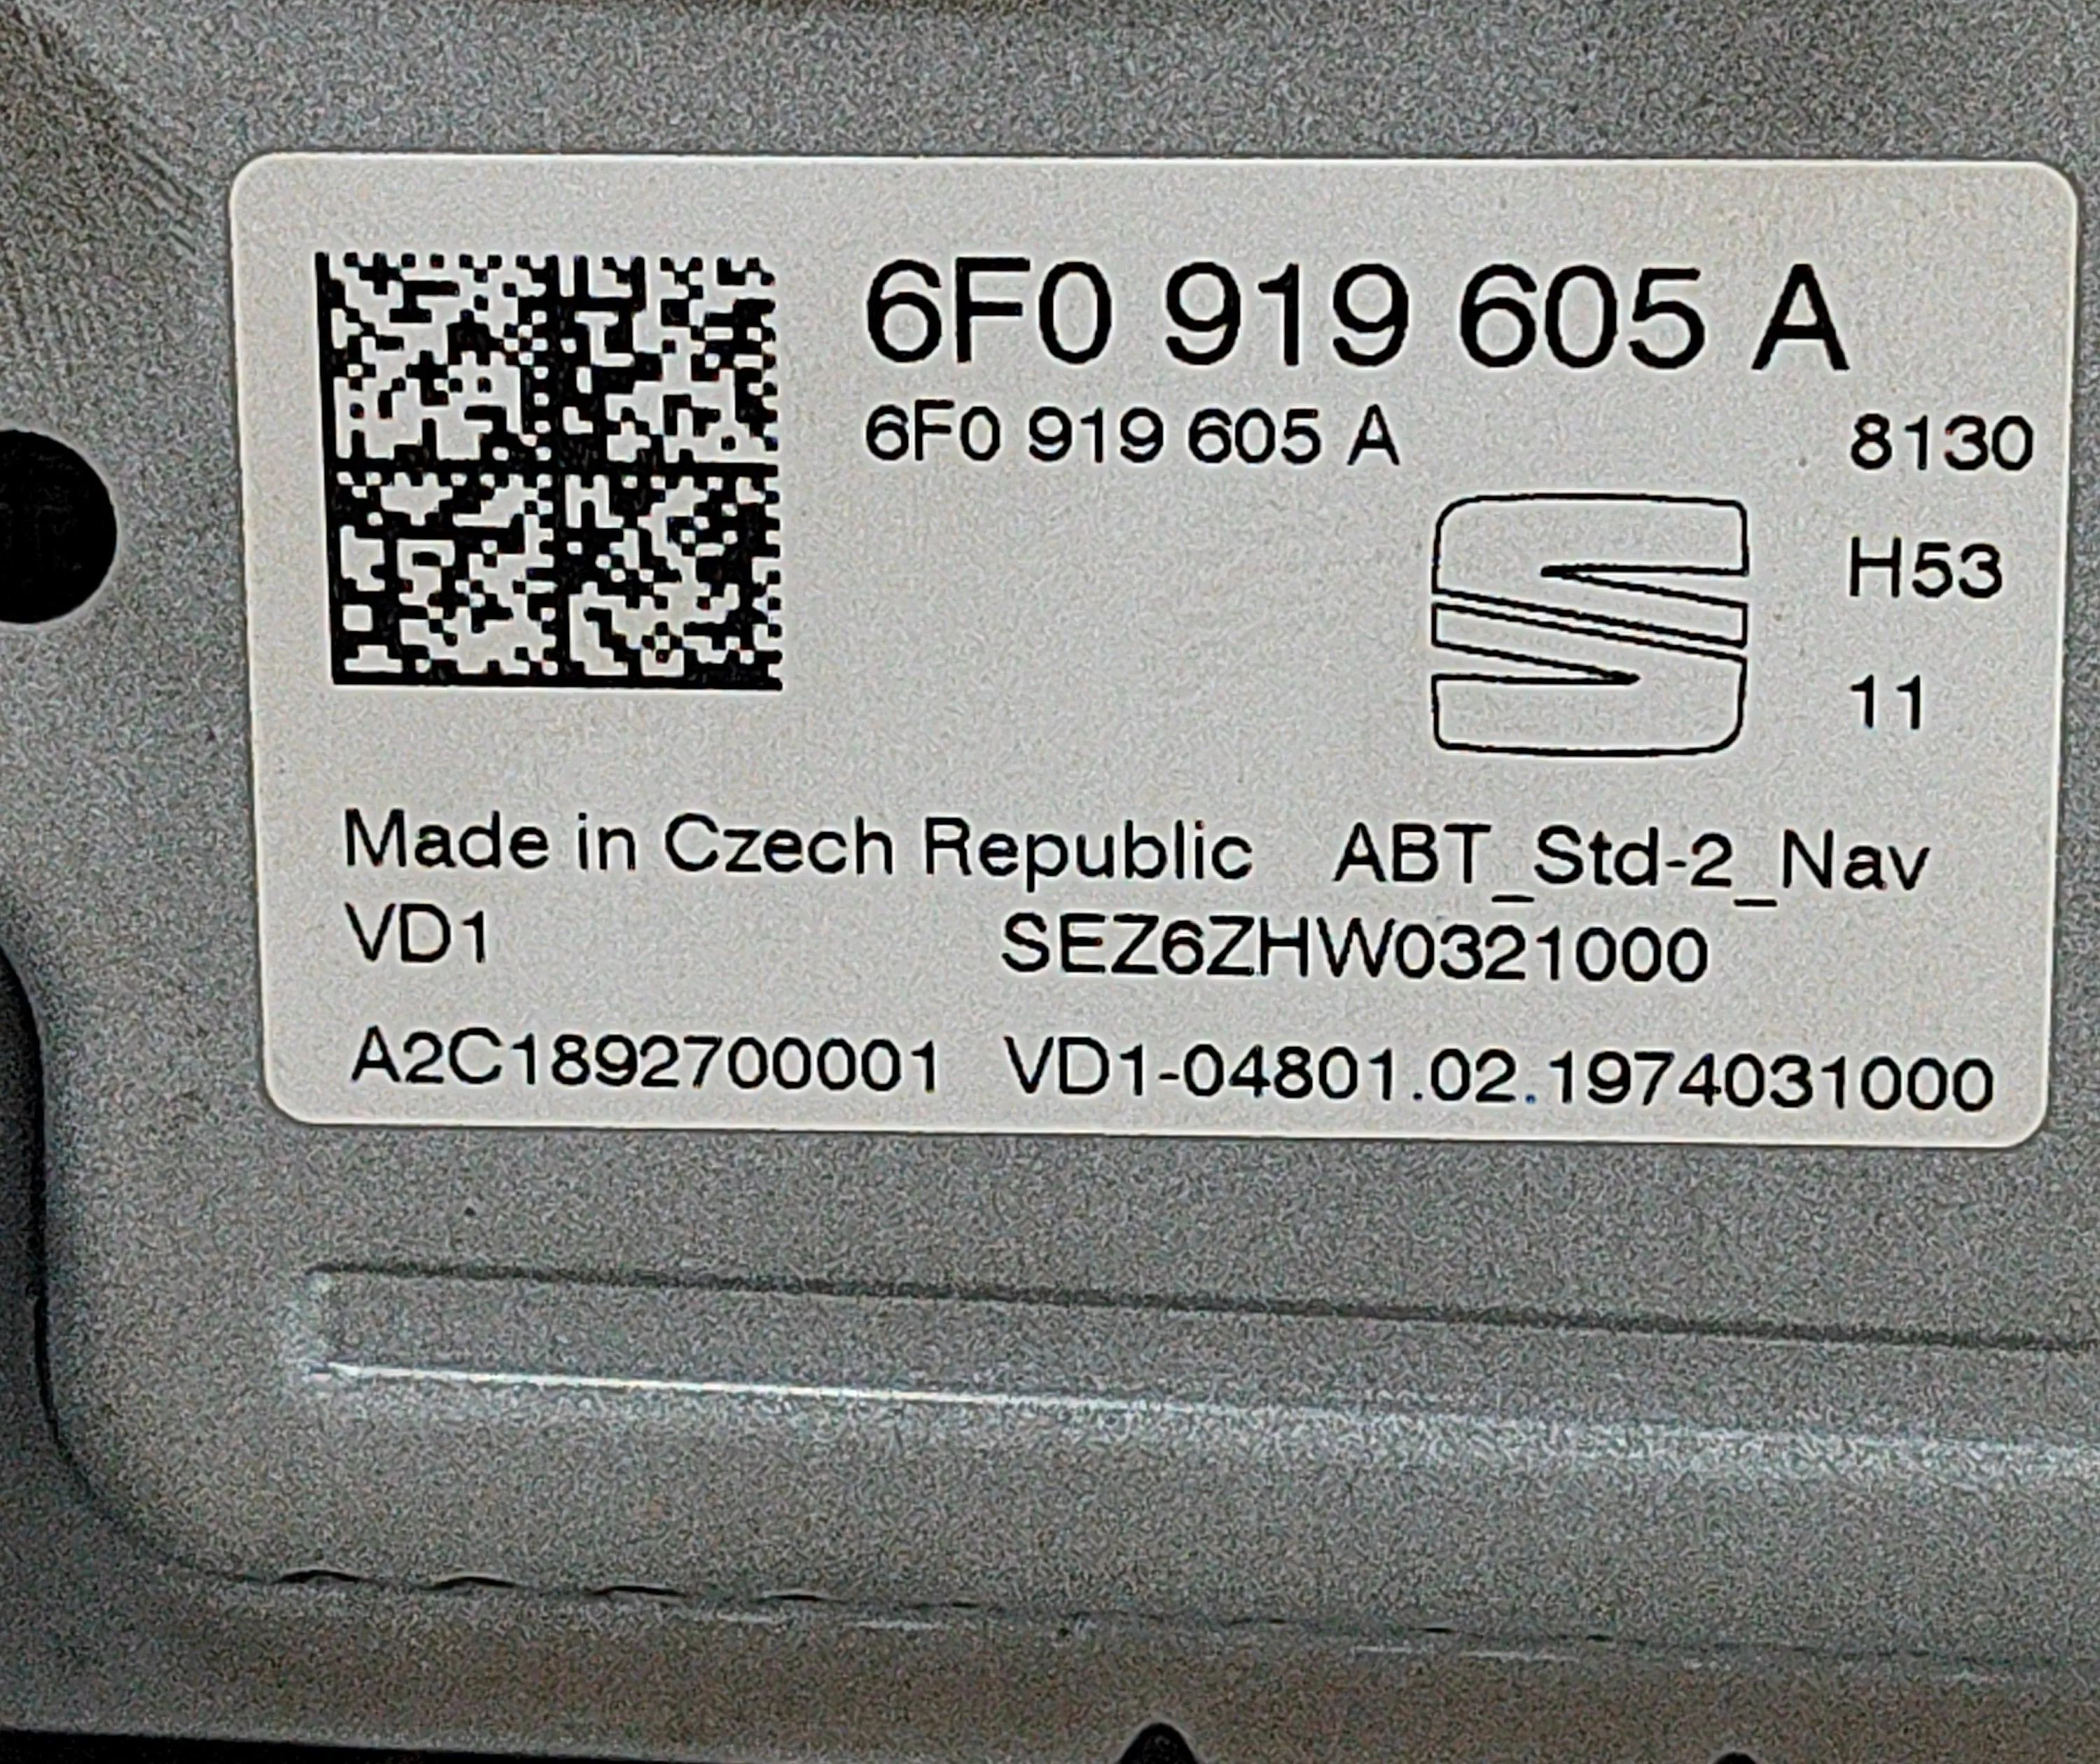 6F0 919 605 A
6F0 919 605 A 8130
H53
11
Made in Czech Republic ABT_Std-2_Nav
VD1 SEZ6ZHW0321000
A2C1892700001 VD1-04801.02.1974031000